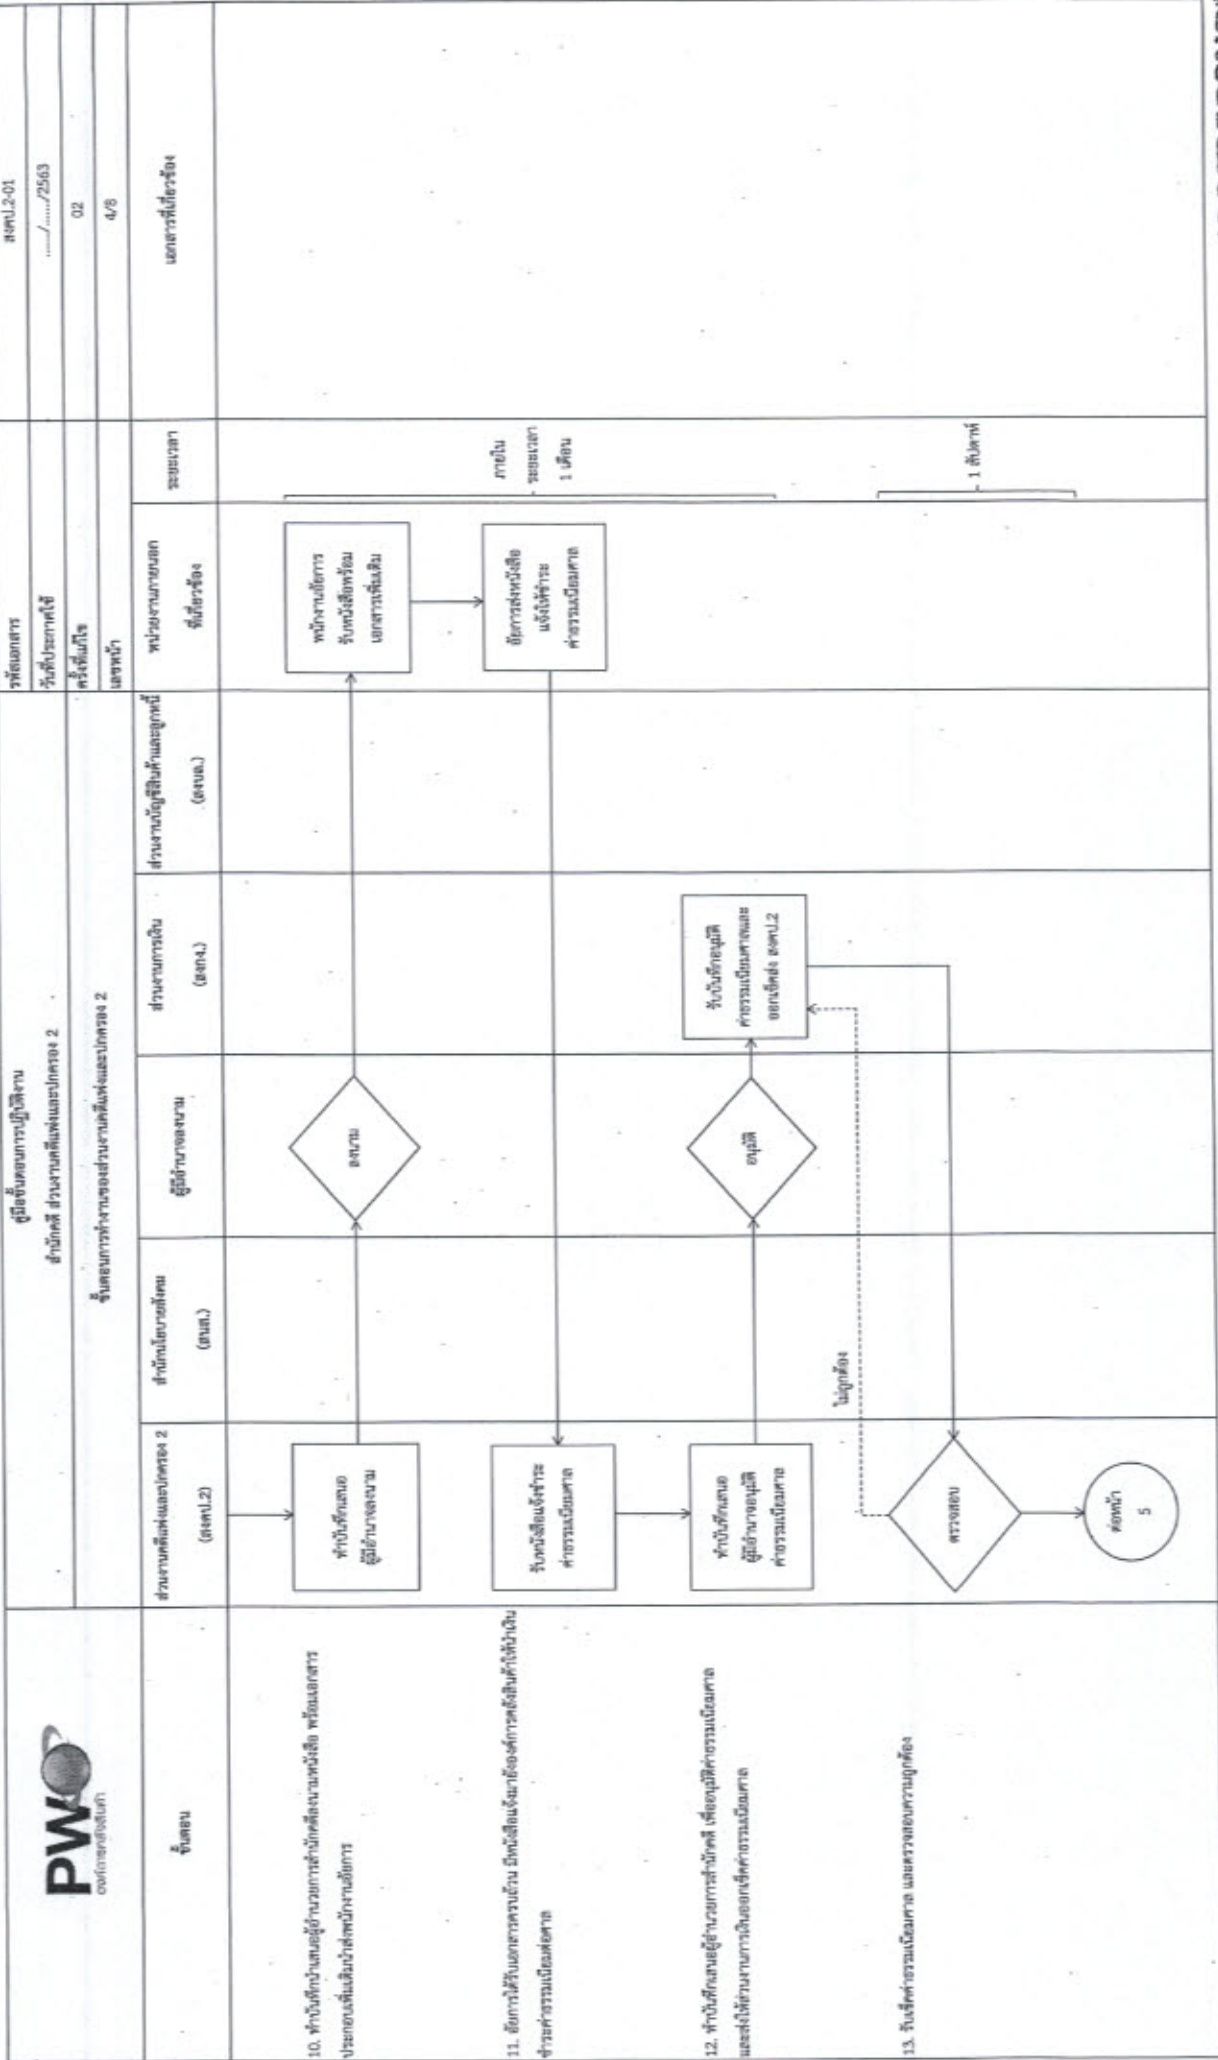 PWO
องค์การคลังสินค้า
คู่มือขั้นตอนการปฏิบัติงาน
สำนักคดี ส่วนงานคดีแพ่งและปกครอง 2
ขั้นตอนการทำงานของส่วนงานคดีแพ่งและปกครอง 2
รหัสเอกสาร
สงคป.2-01
วันที่ประกาศใช้
....../....../2563
ครั้งที่แก้ไข
02
เลขหน้า
4/8
ขั้นตอน
ส่วนงานคดีแพ่งและปกครอง 2
(สงคป.2)
สำนักนโยบายสังคม
(สนส.)
ผู้มีอำนาจลงนาม
ส่วนงานการเงิน
(สงกง.)
ส่วนงานบัญชีสินค้าและลูกหนี้
(สงบล.)
หน่วยงานภายนอก
ที่เกี่ยวข้อง
ระยะเวลา
เอกสารที่เกี่ยวข้อง
10. ทำบันทึกนำเสนอผู้อำนวยการสำนักคดีลงนามหนังสือ พร้อมเอกสาร
ประกอบเพิ่มเติมนำส่งพนักงานอัยการ
ทำบันทึกเสนอ
ผู้มีอำนาจลงนาม
ลงนาม
พนักงานอัยการ
รับหนังสือพร้อม
เอกสารเพิ่มเติม
11. อัยการได้รับเอกสารครบถ้วน มีหนังสือแจ้งมายังองค์การคลังสินค้าให้นำเงิน
ชำระค่าธรรมเนียมต่อศาล
รับหนังสือแจ้งชำระ
ค่าธรรมเนียมศาล
อัยการส่งหนังสือ
แจ้งให้ชำระ
ค่าธรรมเนียมศาล
ภายใน
ระยะเวลา
1 เดือน
12. ทำบันทึกเสนอผู้อำนวยการสำนักคดี เพื่ออนุมัติค่าธรรมเนียมศาล
และส่งให้ส่วนงานการเงินออกเช็คค่าธรรมเนียมศาล
ทำบันทึกเสนอ
ผู้มีอำนาจอนุมัติ
ค่าธรรมเนียมศาล
อนุมัติ
รับบันทึกอนุมัติ
ค่าธรรมเนียมศาลและ
ออกเช็คส่ง สงคป.2
ไม่ถูกต้อง
13. รับเช็คค่าธรรมเนียมศาล และตรวจสอบความถูกต้อง
ตรวจสอบ
1 สัปดาห์
ต่อหน้า
5